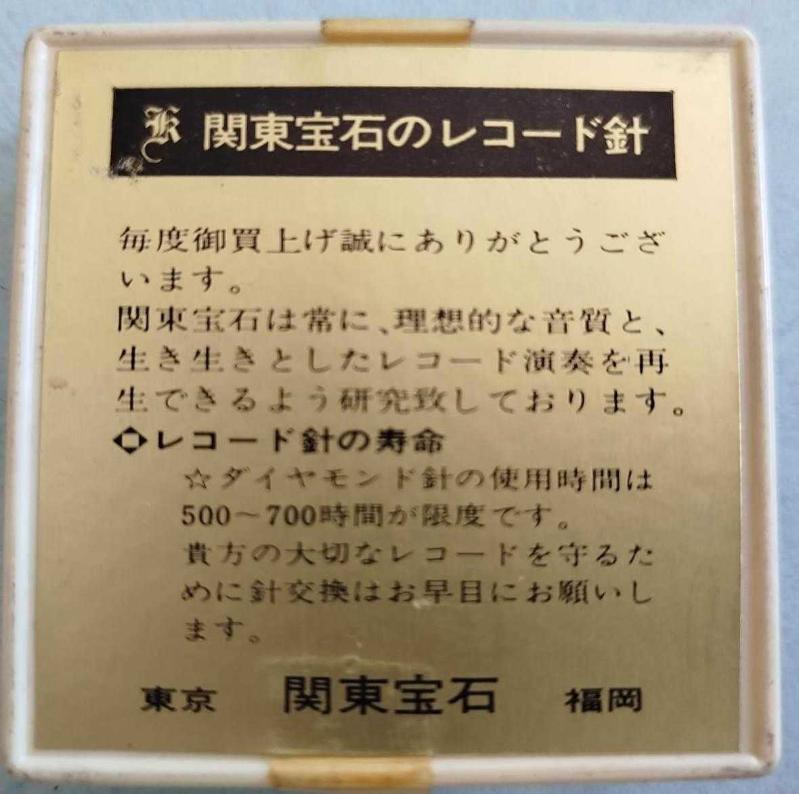 K 関東宝石のレコード針
毎度御買上げ誠にありがとうござ
います。
関東宝石は常に、理想的な音質と、
生き生きとしたレコード演奏を再
生できるよう研究致しております。
レコード針の寿命
☆ダイヤモンド針の使用時間は
500〜700時間が限度です。
貴方の大切なレコードを守るた
めに針交換はお早目にお願いし
ます。
東京 関東宝石 福岡